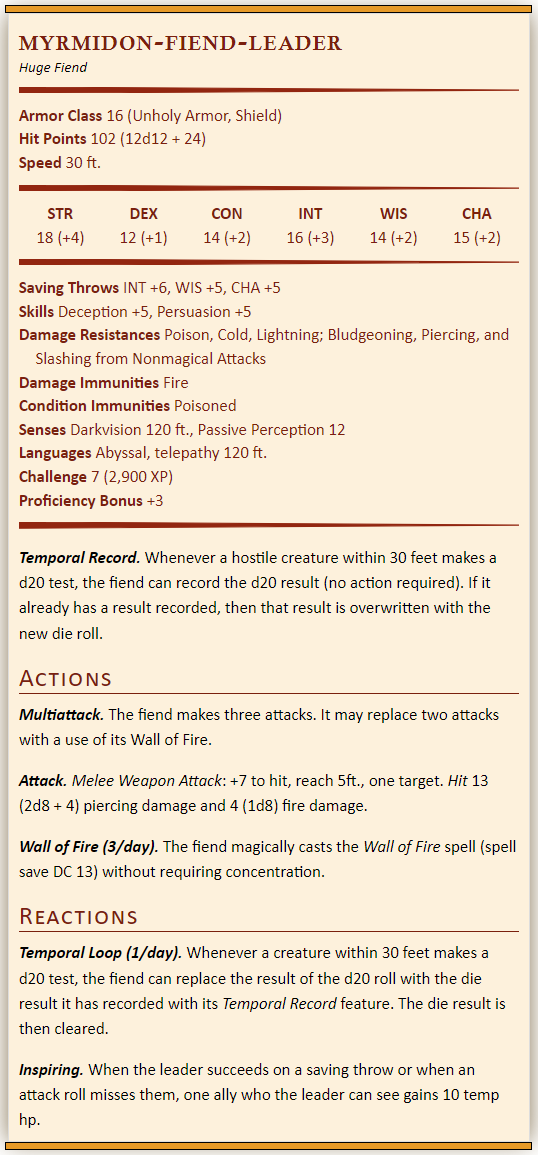 MYRMIDON-FIEND-LEADER
Huge Fiend
Armor Class 16 (Unholy Armor, Shield)
Hit Points 102 (12d12 + 24)
Speed 30 ft.
STR DEX CON INT WIS CHA
18 (+4) 12 (+1) 14 (+2) 16 (+3) 14 (+2) 15 (+2)
Saving Throws INT +6, WIS +5, CHA +5
Skills Deception +5, Persuasion +5
Damage Resistances Poison, Cold, Lightning; Bludgeoning, Piercing, and
Slashing from Nonmagical Attacks
Damage Immunities Fire
Condition Immunities Poisoned
Senses Darkvision 120 ft., Passive Perception 12
Languages Abyssal, telepathy 120 ft.
Challenge 7 (2,900 XP)
Proficiency Bonus +3
Temporal Record. Whenever a hostile creature within 30 feet makes a
d20 test, the fiend can record the d20 result (no action required). If it
already has a result recorded, then that result is overwritten with the
new die roll.
Actions
Multiattack. The fiend makes three attacks. It may replace two attacks
with a use of its Wall of Fire.
Attack. Melee Weapon Attack: +7 to hit, reach 5ft., one target. Hit 13
(2d8 + 4) piercing damage and 4 (1d8) fire damage.
Wall of Fire (3/day). The fiend magically casts the Wall of Fire spell (spell
save DC 13) without requiring concentration.
Reactions
Temporal Loop (1/day). Whenever a creature within 30 feet makes a
d20 test, the fiend can replace the result of the d20 roll with the die
result it has recorded with its Temporal Record feature. The die result is
then cleared.
Inspiring. When the leader succeeds on a saving throw or when an
attack roll misses them, one ally who the leader can see gains 10 temp
hp.